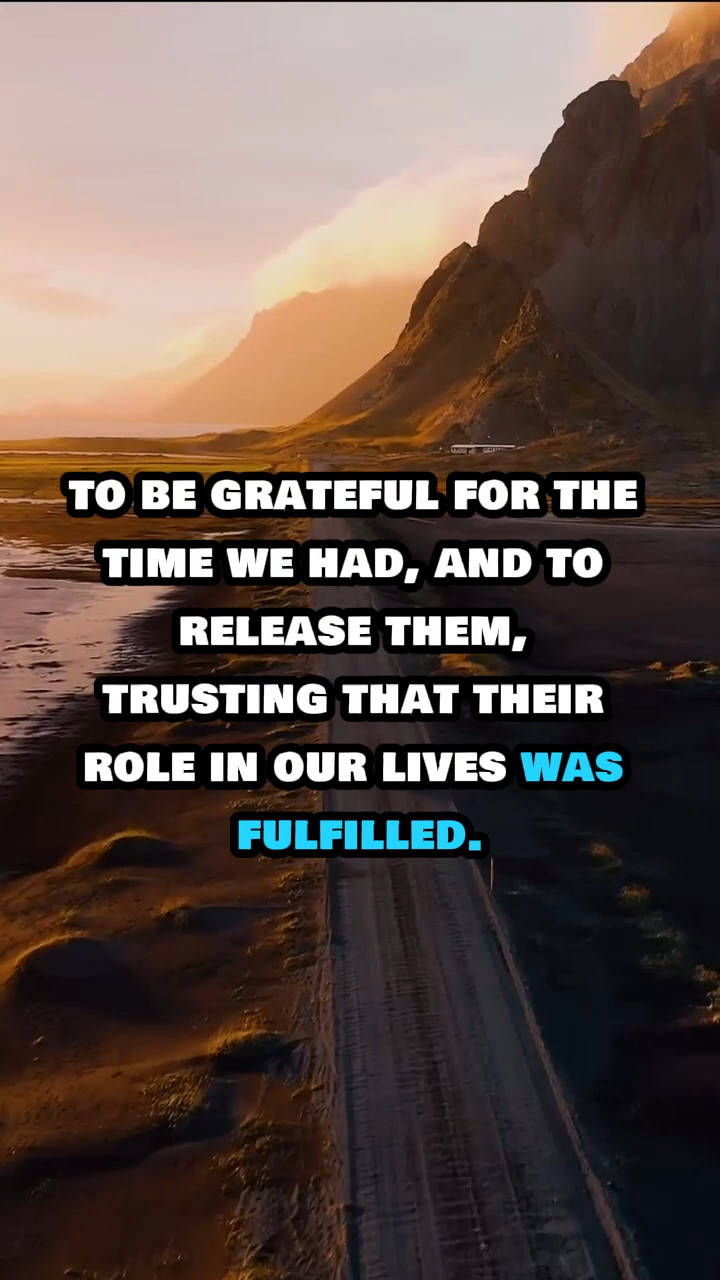 TO BE GRATEFUL FOR THE
TIME WE HAD, AND TO
RELEASE THEM,
TRUSTING THAT THEIR
ROLE IN OUR LIVES WAS
FULFILLED.